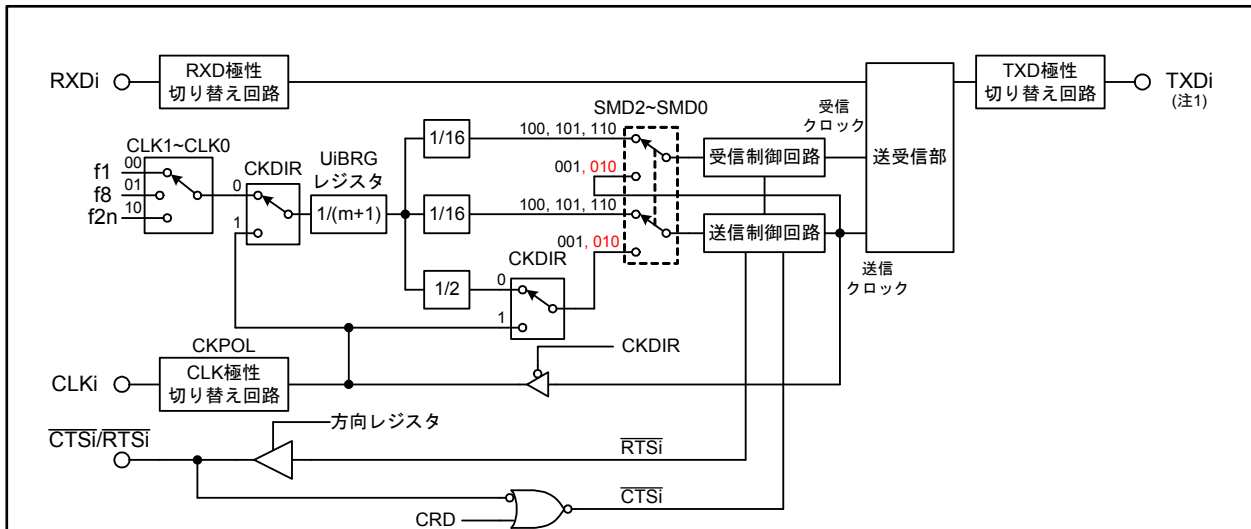 RXDi
RXD極性
切り替え回路
TXD極性
切り替え回路
TXDi
(注1)
SMD2~SMD0
受信
クロック
CLK1~CLK0
f1
00
f8
01
f2n
10
CKDIR
0
1
UiBRG
レジスタ
1/(m+1)
1/16
100, 101, 110
001, 010
受信制御回路
送受信部
1/16
100, 101, 110
001, 010
送信制御回路
送信
クロック
1/2
CKDIR
0
1
CKPOL
CLKi
CLK極性
切り替え回路
CKDIR
CTSi/RTSi
方向レジスタ
RTSi
CTSi
CRD